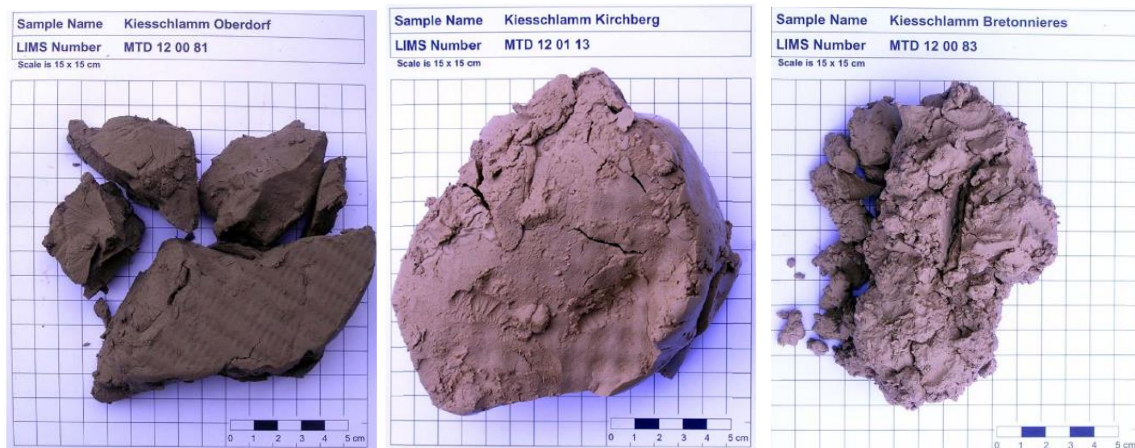 Sample Name Kiesschlamm Oberdorf
LIMS Number MTD 12 00 81
Scale is 15 x 15 cm
0 1 2 3 4 5 cm
Sample Name Kiesschlamm Kirchberg
LIMS Number MTD 12 01 13
Scale is 15 x 15 cm
0 1 2 3 4 5 cm
Sample Name Kiesschlamm Bretonnieres
LIMS Number MTD 12 00 83
Scale is 15 x 15 cm
0 1 2 3 4 5 cm